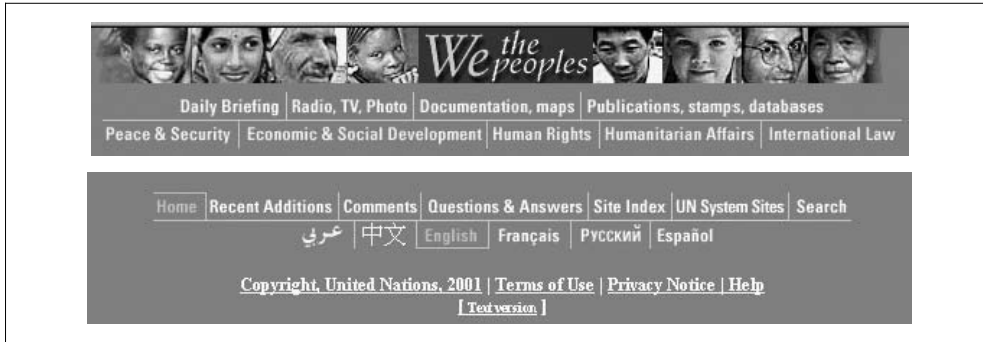 We the peoples
Daily Briefing | Radio, TV, Photo | Documentation, maps | Publications, stamps, databases
Peace & Security | Economic & Social Development | Human Rights | Humanitarian Affairs | International Law
Home | Recent Additions | Comments | Questions & Answers | Site Index | UN System Sites | Search
عربي | 中文 | English | Français | Русский | Español
Copyright, United Nations, 2001 | Terms of Use | Privacy Notice | Help
[ Text version ]